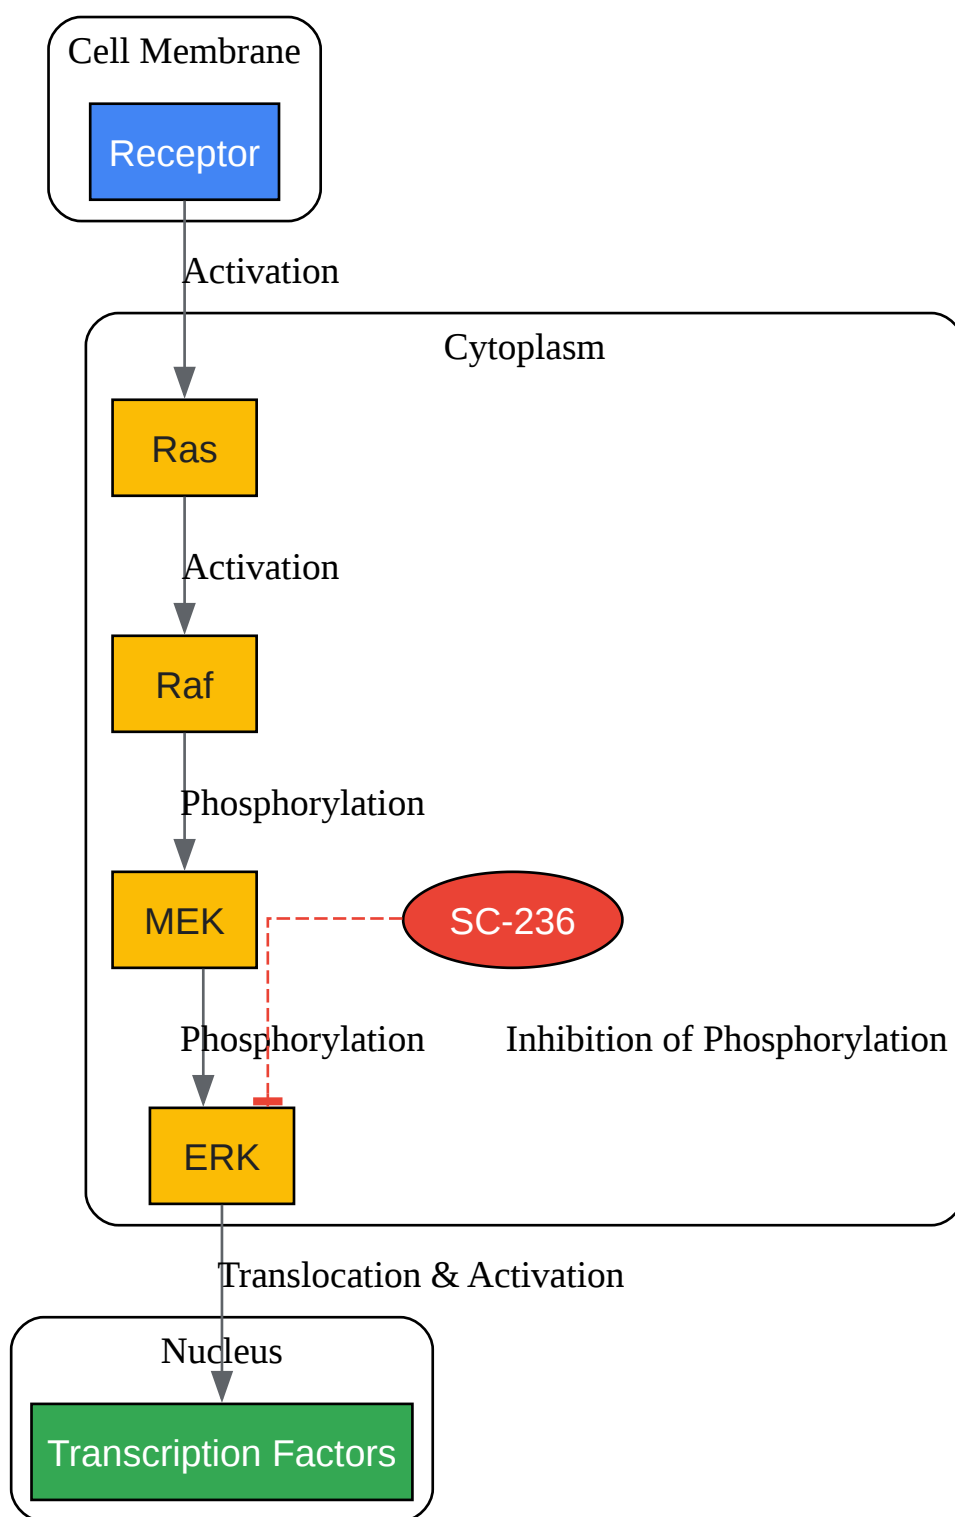 Cell Membrane
Receptor
Activation
Cytoplasm
Ras
Activation
Raf
Phosphorylation
MEK
SC-236
Phosphorylation
Inhibition of Phosphorylation
ERK
Translocation & Activation
Nucleus
Transcription Factors